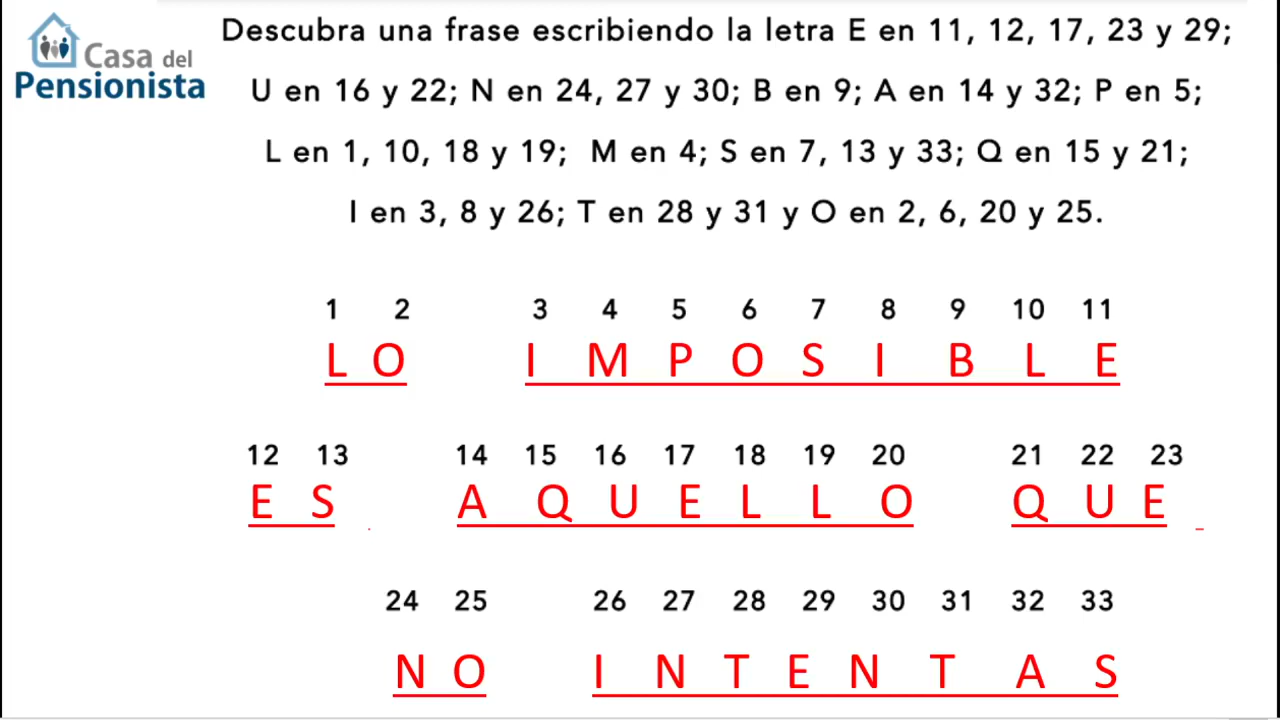 Casa del
Pensionista
Descubra una frase escribiendo la letra E en 11, 12, 17, 23 y 29;
U en 16 y 22; N en 24, 27 y 30; B en 9; A en 14 y 32; P en 5;
L en 1, 10, 18 y 19; M en 4; S en 7, 13 y 33; Q en 15 y 21;
I en 3, 8 y 26; T en 28 y 31 y O en 2, 6, 20 y 25.
1 2 3 4 5 6 7 8 9 10 11
L O I M P O S I B L E
12 13 14 15 16 17 18 19 20 21 22 23
E S A Q U E L L O Q U E
24 25 26 27 28 29 30 31 32 33
N O I N T E N T A S